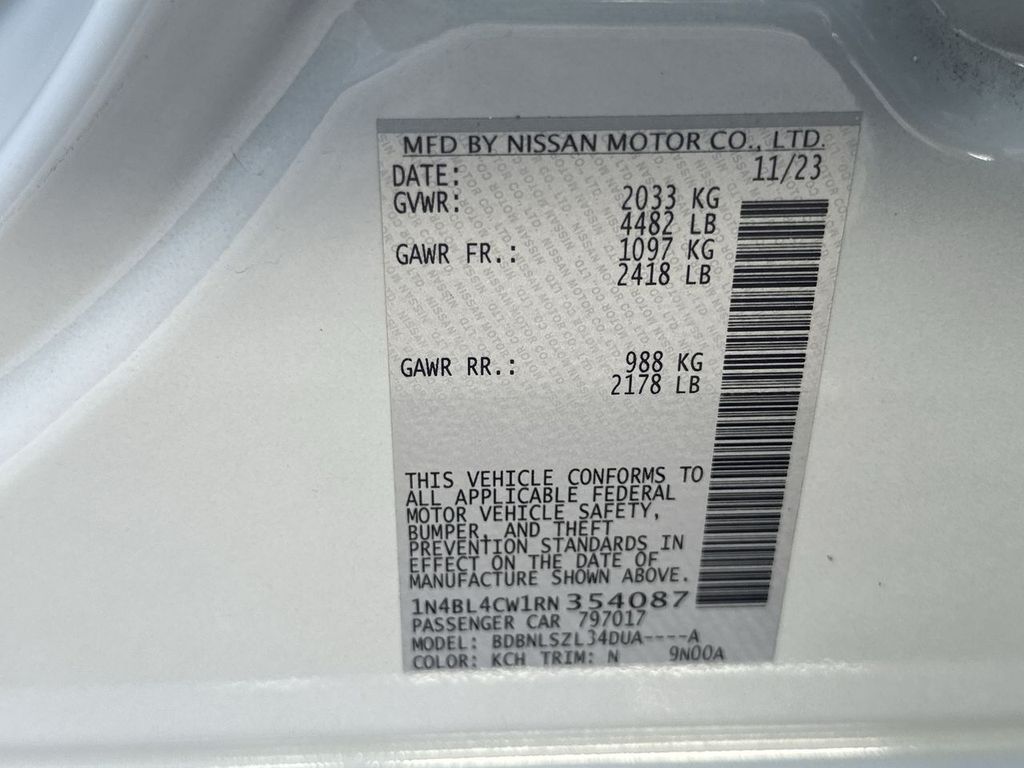 MFD BY NISSAN MOTOR CO., LTD.
DATE: 11/23
GVWR: 2033 KG
4482 LB
GAWR FR.: 1097 KG
2418 LB
GAWR RR.: 988 KG
2178 LB
THIS VEHICLE CONFORMS TO
ALL APPLICABLE FEDERAL
MOTOR VEHICLE SAFETY,
BUMPER, AND THEFT
PREVENTION STANDARDS IN
EFFECT ON THE DATE OF
MANUFACTURE SHOWN ABOVE.
1N4BL4CW1RN354087
PASSENGER CAR 797017
MODEL: BDBNLSZL34DUA----A
COLOR: KCH TRIM: N 9N00A